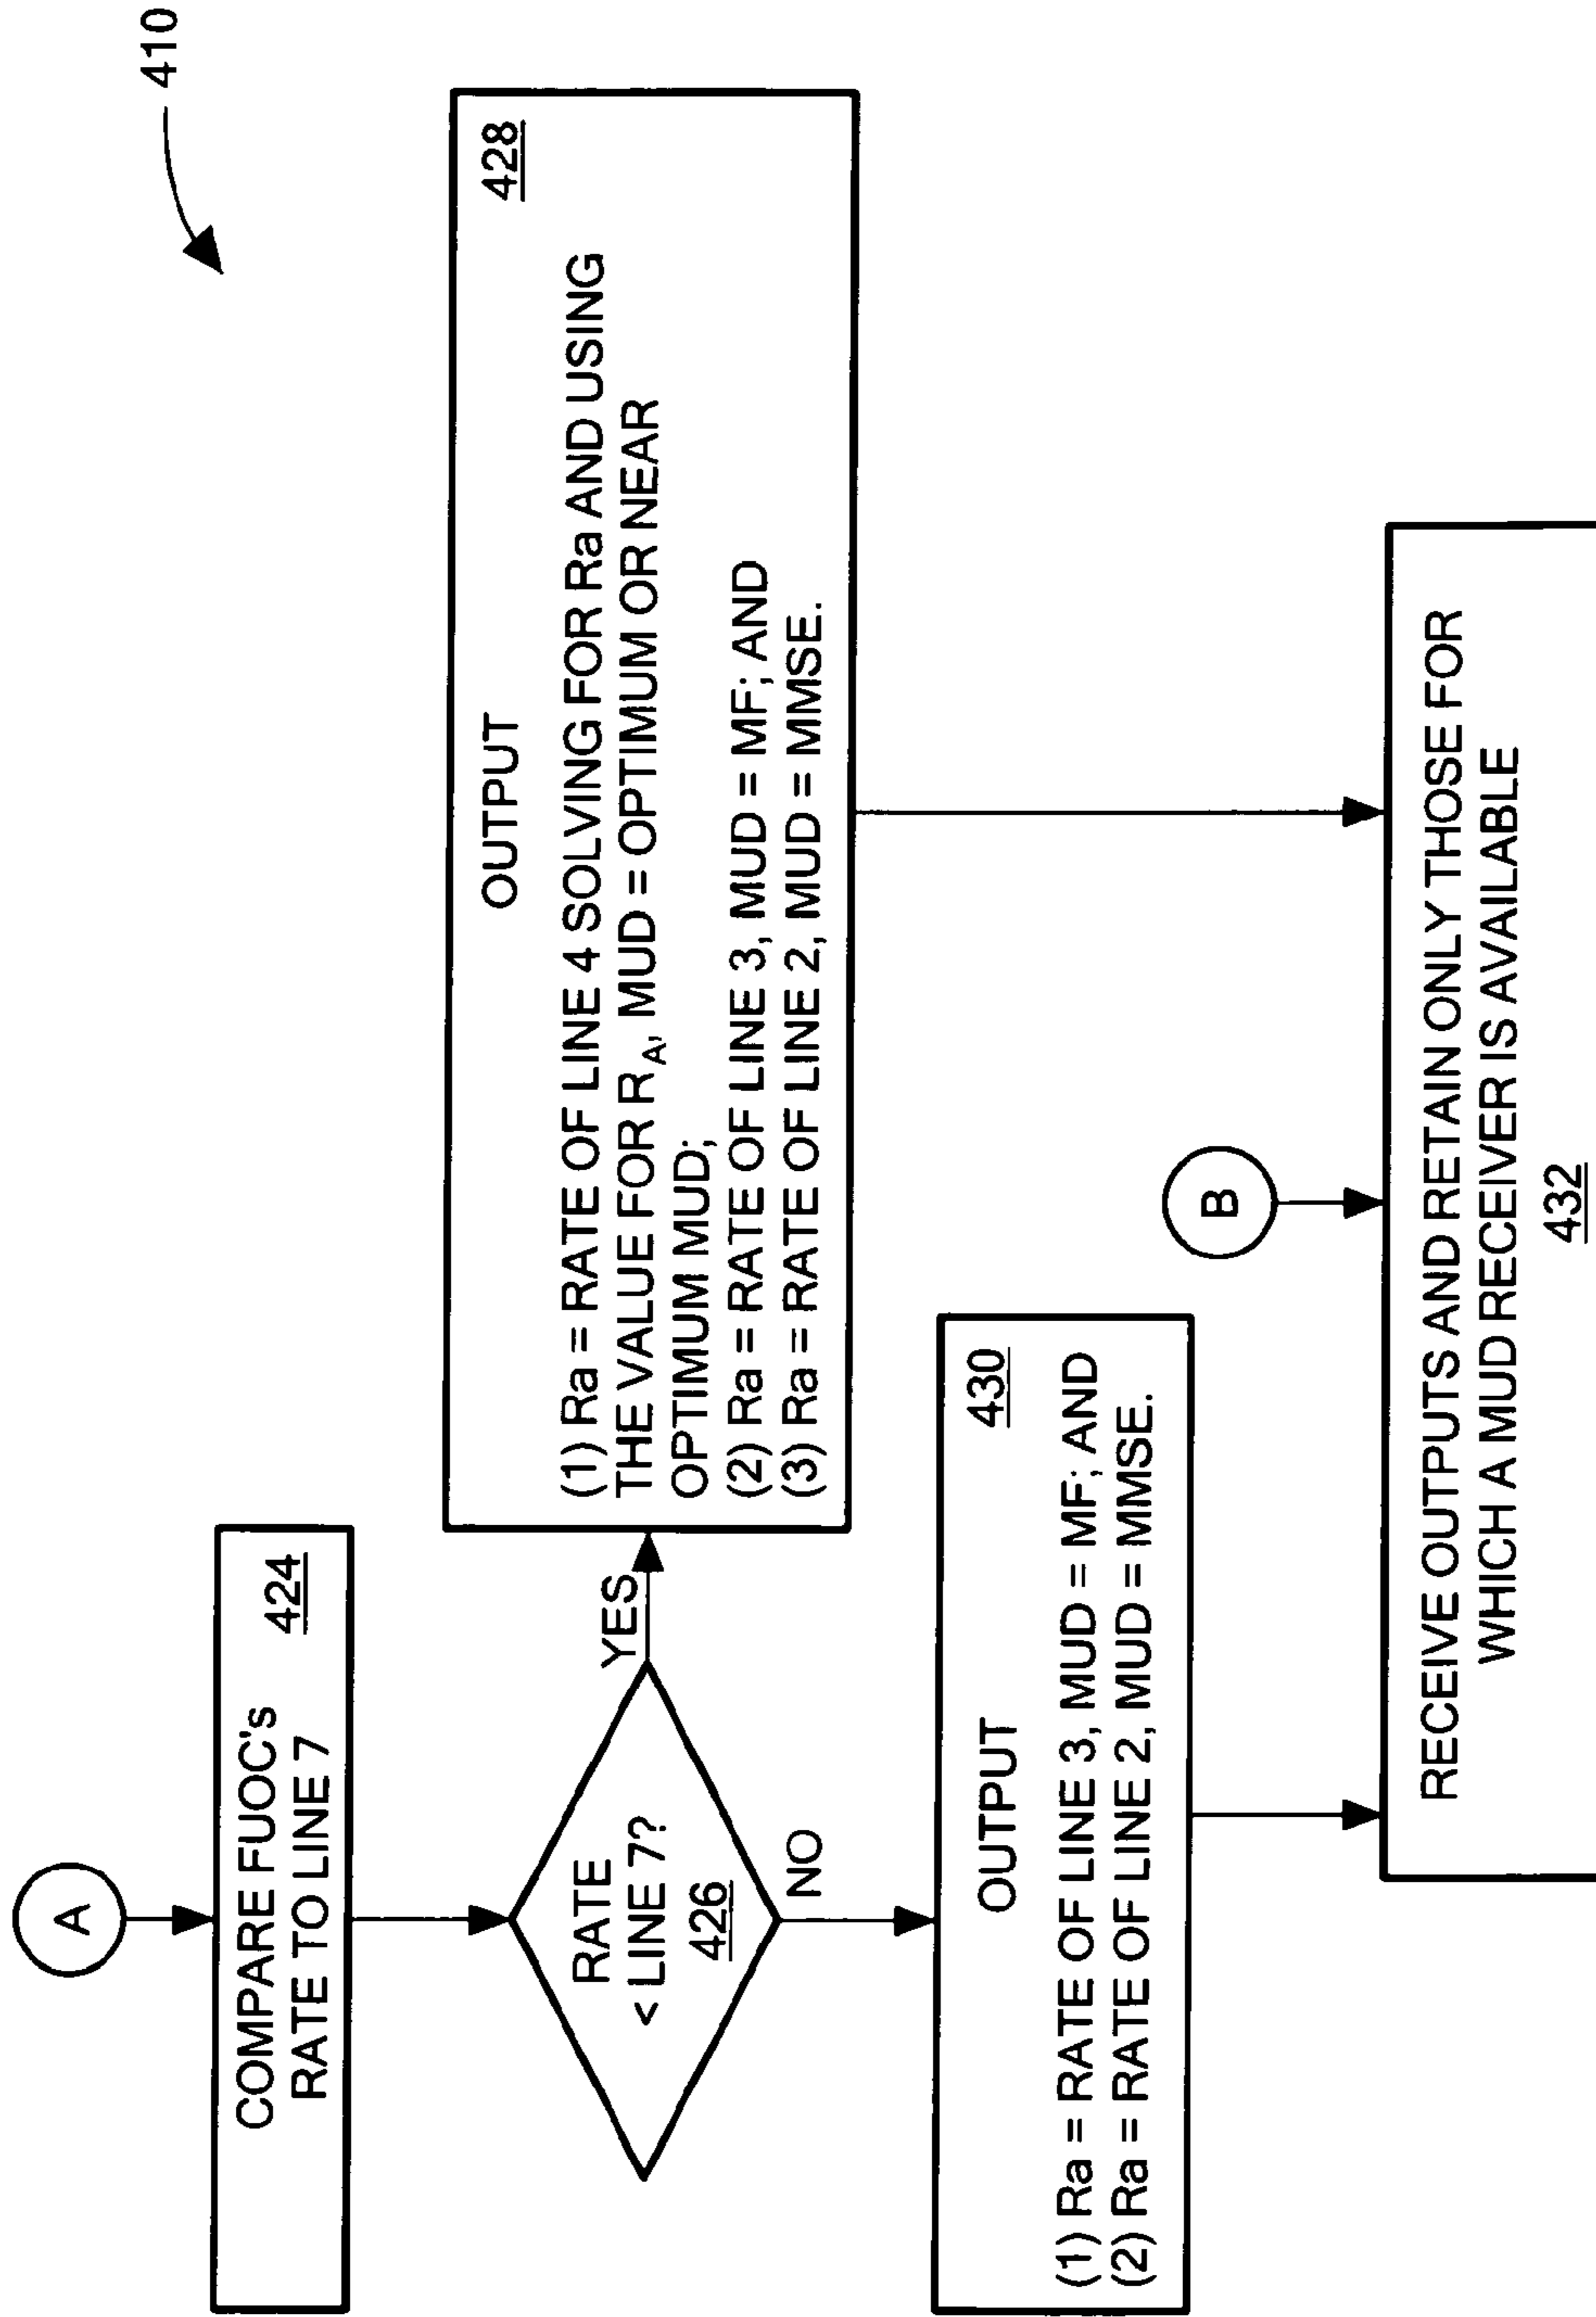 410
A
COMPARE FUOC's
RATE TO LINE 7
424
RATE
< LINE 7?
426
YES
NO
OUTPUT
428
(1) Ra = RATE OF LINE 4 SOLVING FOR Ra AND USING
THE VALUE FOR RA, MUD = OPTIMUM OR NEAR
OPTIMUM MUD;
(2) Ra = RATE OF LINE 3, MUD = MF; AND
(3) Ra = RATE OF LINE 2, MUD = MMSE.
OUTPUT
430
(1) Ra = RATE OF LINE 3, MUD = MF; AND
(2) Ra = RATE OF LINE 2, MUD = MMSE.
B
RECEIVE OUTPUTS AND RETAIN ONLY THOSE FOR
WHICH A MUD RECEIVER IS AVAILABLE
432